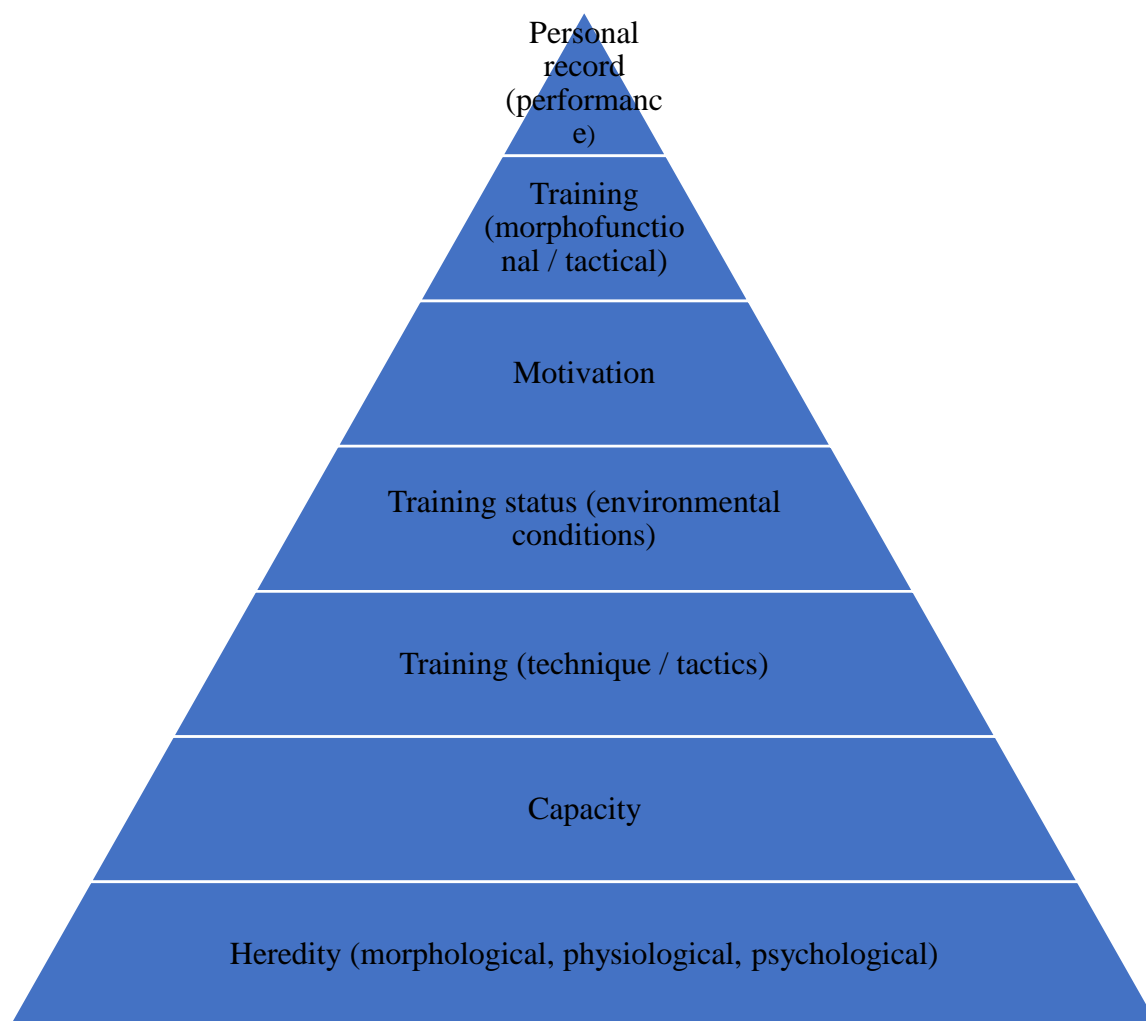 Personal
record
(performanc
e)
Training
(morphofunctio
nal / tactical)
Motivation
Training status (environmental
conditions)
Training (technique / tactics)
Capacity
Heredity (morphological, physiological, psychological)